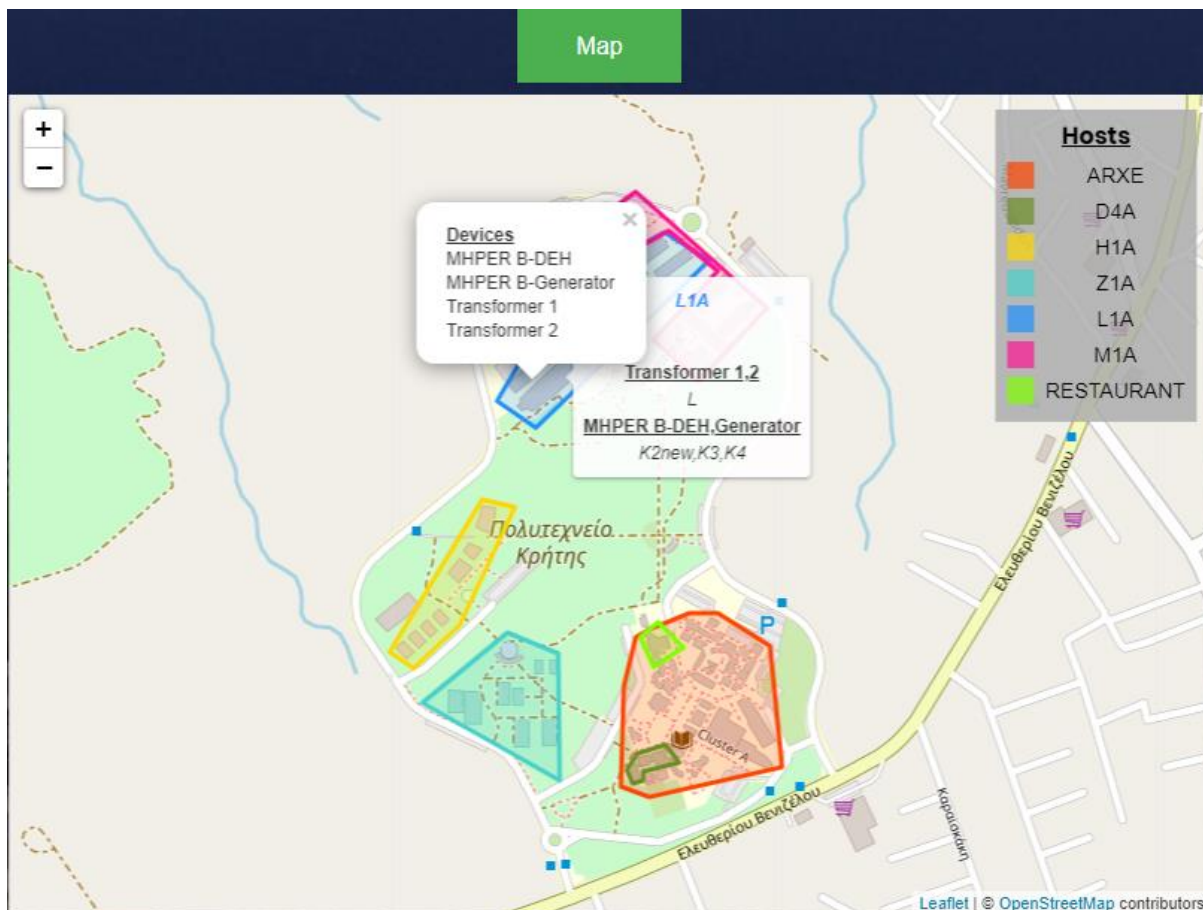 Map
+
−
Hosts
ARXE
D4A
H1A
Z1A
L1A
M1A
RESTAURANT
×
Devices
MHPER B-DEH
MHPER B-Generator
Transformer 1
Transformer 2
L1A
Transformer 1,2
L
MHPER B-DEH,Generator
K2new,K3,K4
Πολυτεχνείο
Κρήτης
P
Cluster A
Ελευθερίου Βενιζέλου
Ελευθερίου Βενιζέλου
Καραϊσκάκη
Leaflet | © OpenStreetMap contributors